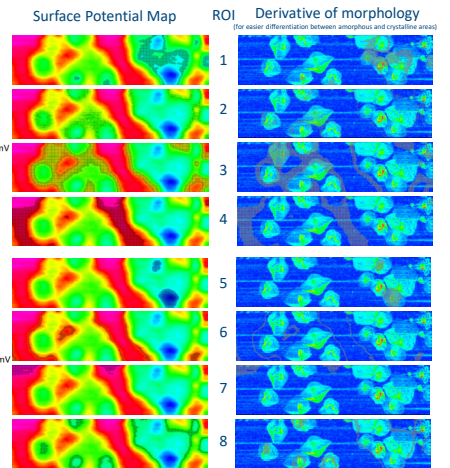 Surface Potential Map
ROI
Derivative of morphology
(for easier differentiation between amorphous and crystalline areas)
1
2
mV
3
4
5
6
mV
7
8